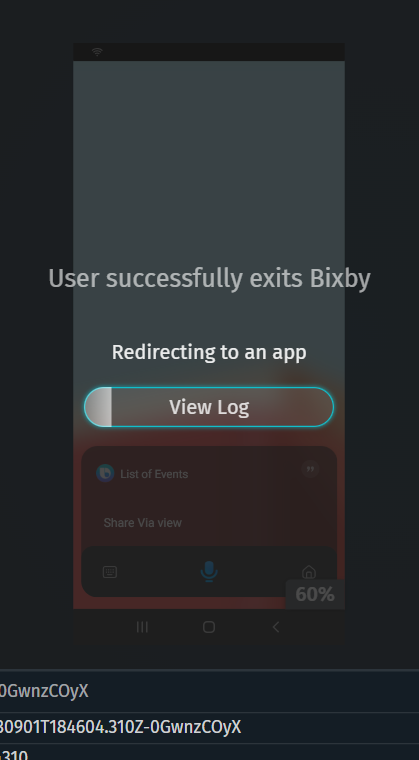 User successfully exits Bixby
Redirecting to an app
View Log
List of Events
Share Via view
60%
0GwnzCOyX
30901T184604.310Z-0GwnzCOyX